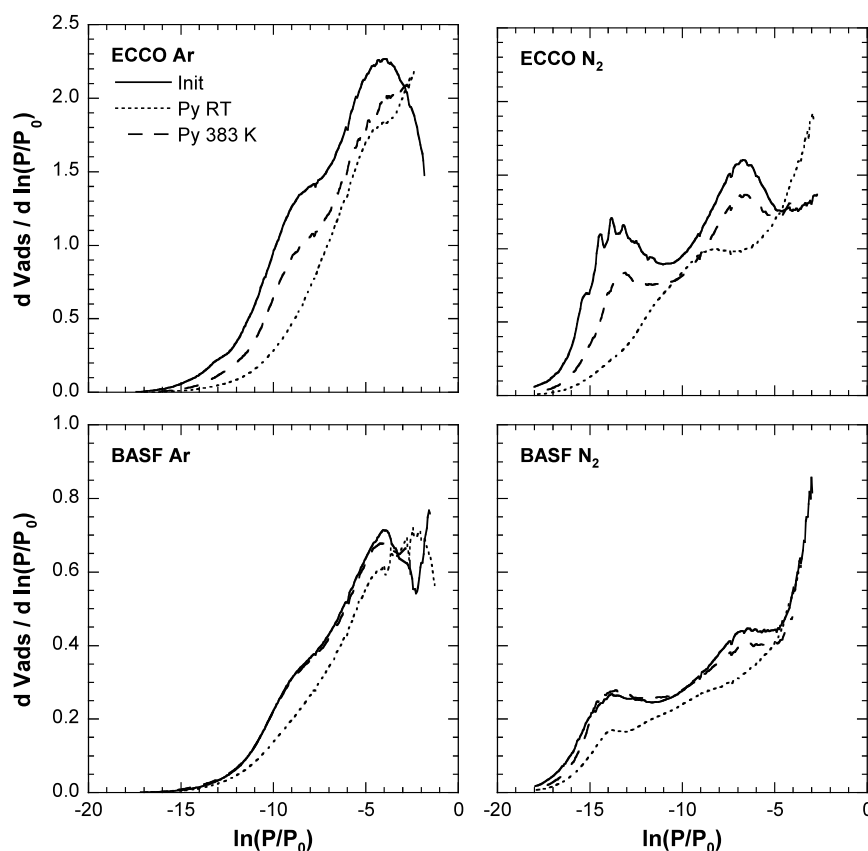 ECCO Ar
Init
Py RT
Py 383 K
2.5
2.0
1.5
1.0
0.5
0.0
d Vads / d ln(P/P₀)
ECCO N₂
BASF Ar
1.0
0.8
0.6
0.4
0.2
0.0
d Vads / d ln(P/P₀)
-20 -15 -10 -5 0
ln(P/P₀)
BASF N₂
-20 -15 -10 -5 0
ln(P/P₀)